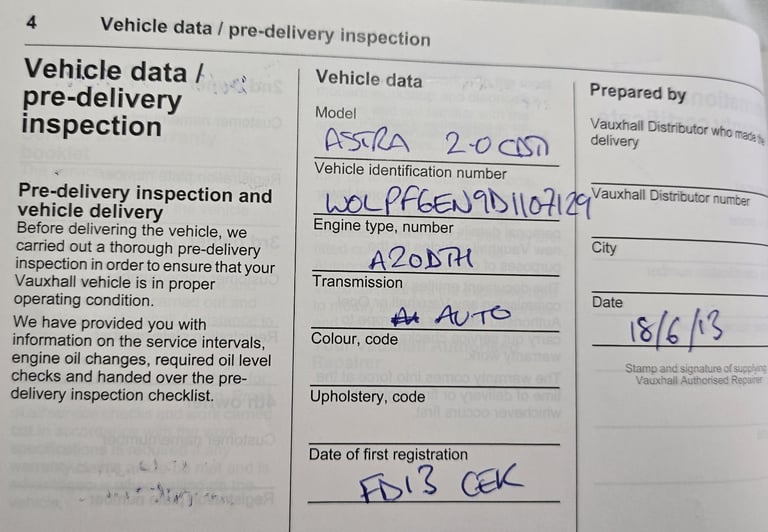 4
Vehicle data / pre-delivery inspection
Vehicle data /
pre-delivery
inspection
Pre-delivery inspection and
vehicle delivery
Before delivering the vehicle, we
carried out a thorough pre-delivery
inspection in order to ensure that your
Vauxhall vehicle is in proper
operating condition.
We have provided you with
information on the service intervals,
engine oil changes, required oil level
checks and handed over the pre-
delivery inspection checklist.
Vehicle data
Model
ASTRA 2.0 CDTI
Vehicle identification number
WOLPF6EN9D1107129
Engine type, number
A20DTH
Transmission
AUTO
Colour, code
Upholstery, code
Date of first registration
FD13 CEK
Prepared by
Vauxhall Distributor who made the
delivery
Vauxhall Distributor number
City
Date
18/6/13
Stamp and signature of supplying
Vauxhall Authorised Repairer